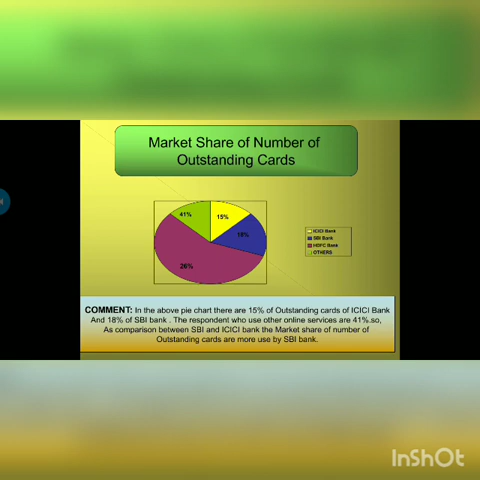 Market Share of Number of
Outstanding Cards
41%
15%
18%
26%
ICICI Bank
SBI Bank
HDFC Bank
OTHERS
COMMENT: In the above pie chart there are 15% of Outstanding cards of ICICI Bank
And 18% of SBI bank . The respondent who use other online services are 41%.so,
As comparison between SBI and ICICI bank the Market share of number of
Outstanding cards are more use by SBI bank.
InShOt